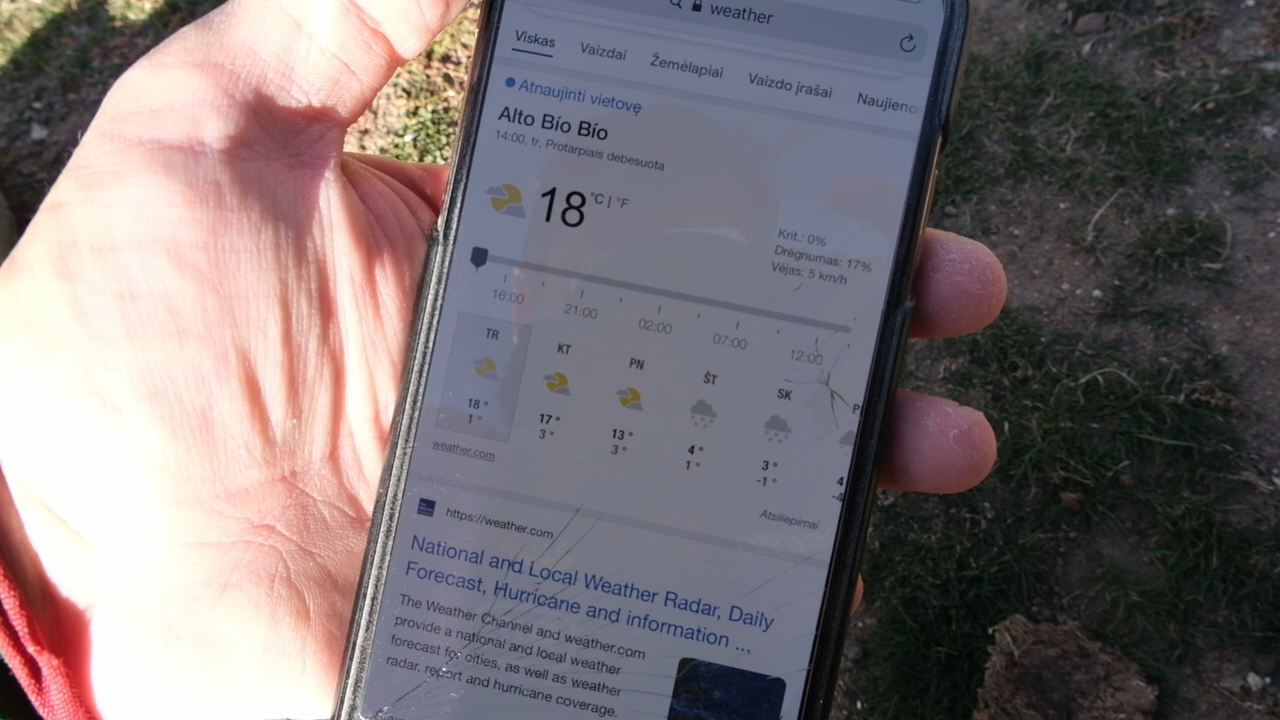 weather
Viskas Vaizdai Žemėlapiai Vaizdo įrašai Naujieno
Atnaujinti vietovę
Alto Bío Bío
14:00, tr, Protarpiais debesuota
18 °C | °F
Krit.: 0%
Drėgnumas: 17%
Vėjas: 5 km/h
16:00 21:00 02:00 07:00 12:00
TR KT PN ŠT SK P
18° 17° 13° 4° 3° 4
1° 3° 3° 1° -1° -4
weather.com
Atsiliepimai
https://weather.com
National and Local Weather Radar, Daily
Forecast, Hurricane and information ...
The Weather Channel and weather.com
provide a national and local weather
forecast for cities, as well as weather
radar, report and hurricane coverage.